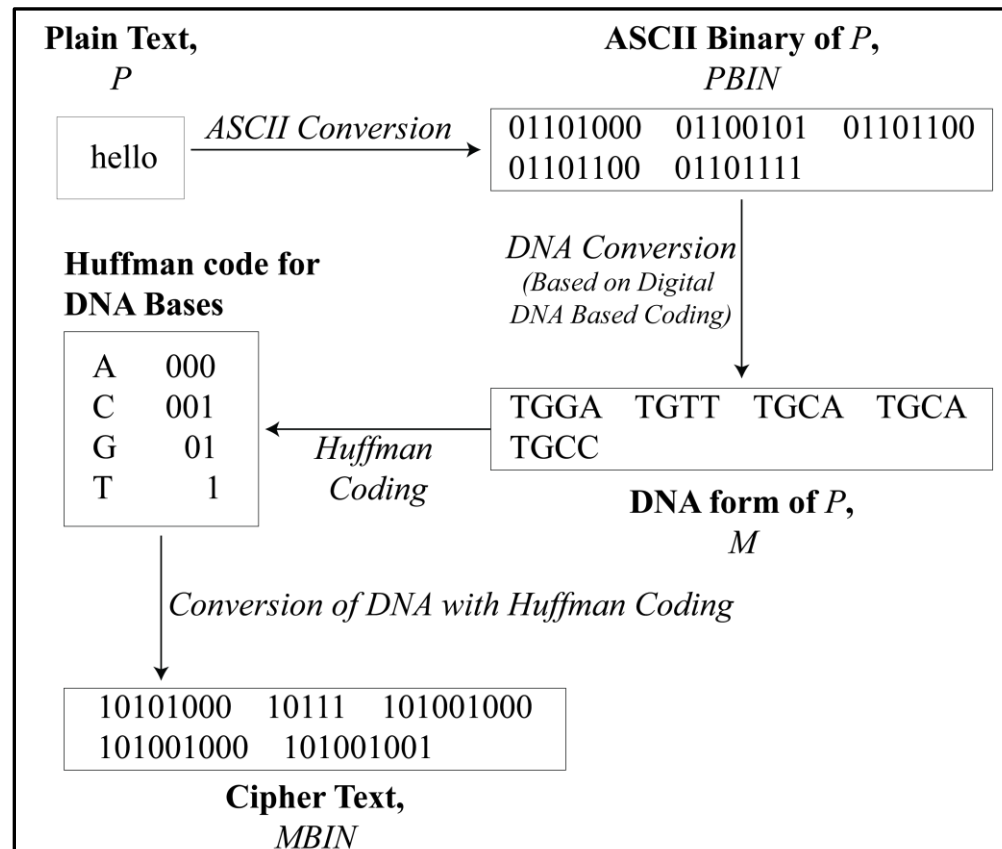 Plain Text,
P
hello
ASCII Conversion
ASCII Binary of P,
PBIN
01101000 01100101 01101100
01101100 01101111
DNA Conversion
(Based on Digital
DNA Based Coding)
TGGA TGTT TGCA TGCA
TGCC
DNA form of P,
M
Huffman
Coding
Huffman code for
DNA Bases
A 000
C 001
G 01
T 1
Conversion of DNA with Huffman Coding
10101000 10111 101001000
101001000 101001001
Cipher Text,
MBIN